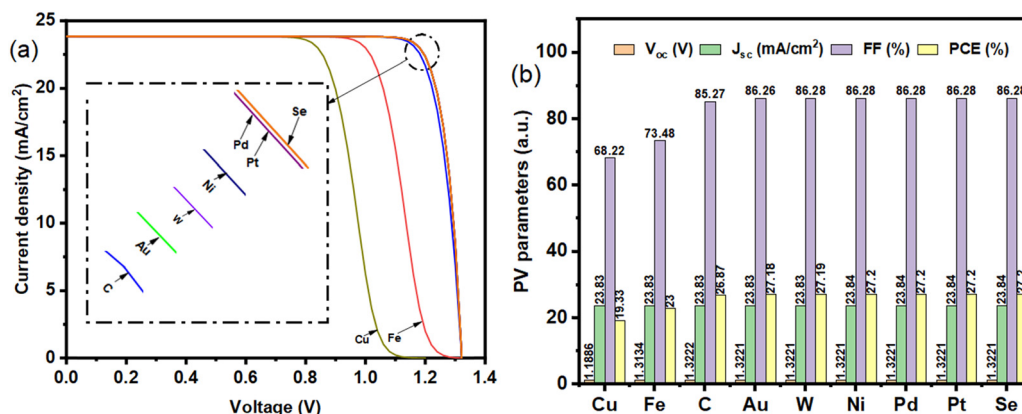 (a)
Current density (mA/cm²)
25
20
15
10
5
0
0.0 0.2 0.4 0.6 0.8 1.0 1.2 1.4
Voltage (V)
Se
Pd
Pt
Ni
W
Au
C
Cu
Fe
(b)
PV parameters (a.u.)
100
80
60
40
20
0
Voc (V) Jsc (mA/cm²) FF (%) PCE (%)
1.1886 23.83 68.22 19.33
1.3134 23.83 73.48 23
1.3222 23.83 85.27 26.87
1.3221 23.83 86.26 27.18
1.3221 23.83 86.28 27.19
1.3221 23.84 86.28 27.2
1.3221 23.84 86.28 27.2
1.3221 23.84 86.28 27.2
1.3221 23.84 86.28 27.2
Cu Fe C Au W Ni Pd Pt Se